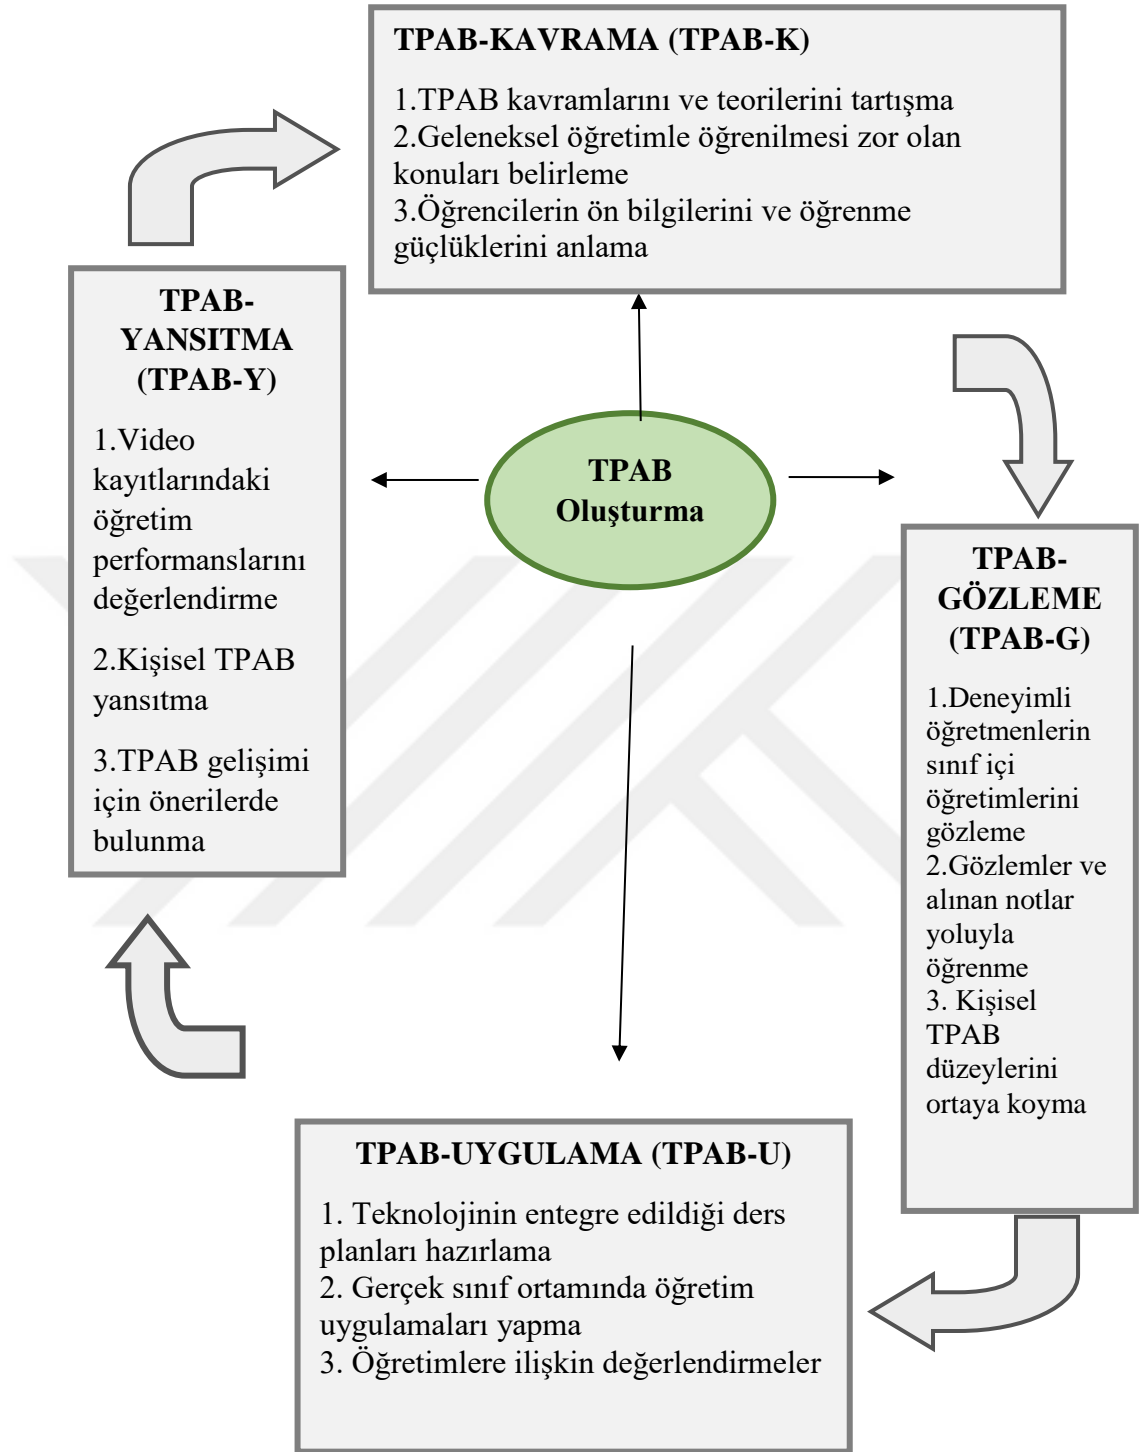 TPAB-KAVRAMA (TPAB-K)
1.TPAB kavramlarını ve teorilerini tartışma
2.Geleneksel öğretimle öğrenilmesi zor olan
konuları belirleme
3.Öğrencilerin ön bilgilerini ve öğrenme
güçlüklerini anlama
TPAB-
YANSITMA
(TPAB-Y)
1.Video
kayıtlarındaki
öğretim
performanslarını
değerlendirme
2.Kişisel TPAB
yansıtma
3.TPAB gelişimi
için önerilerde
bulunma
TPAB
Oluşturma
TPAB-
GÖZLEME
(TPAB-G)
1.Deneyimli
öğretmenlerin
sınıf içi
öğretimlerini
gözleme
2.Gözlemler ve
alınan notlar
yoluyla
öğrenme
3. Kişisel
TPAB
düzeylerini
ortaya koyma
TPAB-UYGULAMA (TPAB-U)
1. Teknolojinin entegre edildiği ders
planları hazırlama
2. Gerçek sınıf ortamında öğretim
uygulamaları yapma
3. Öğretimlere ilişkin değerlendirmeler